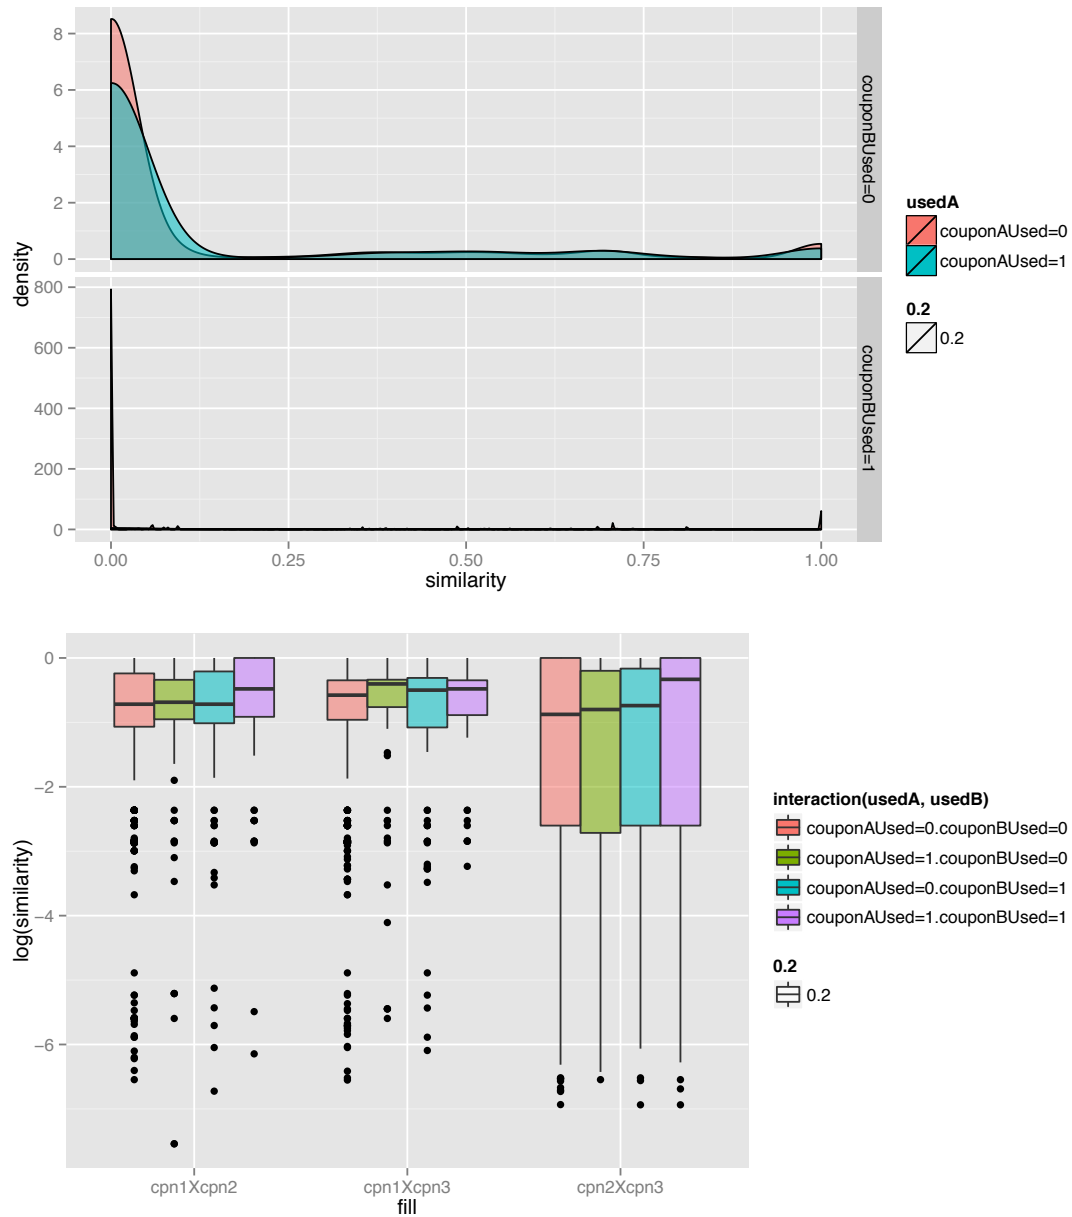 8
6
4
2
0
couponBUsed=0
density
800
600
400
200
0
couponBUsed=1
0.00 0.25 0.50 0.75 1.00
similarity
usedA
couponAUsed=0
couponAUsed=1
0.2
0.2
0
−2
−4
−6
log(similarity)
cpn1Xcpn2 cpn1Xcpn3 cpn2Xcpn3
fill
interaction(usedA, usedB)
couponAUsed=0.couponBUsed=0
couponAUsed=1.couponBUsed=0
couponAUsed=0.couponBUsed=1
couponAUsed=1.couponBUsed=1
0.2
0.2